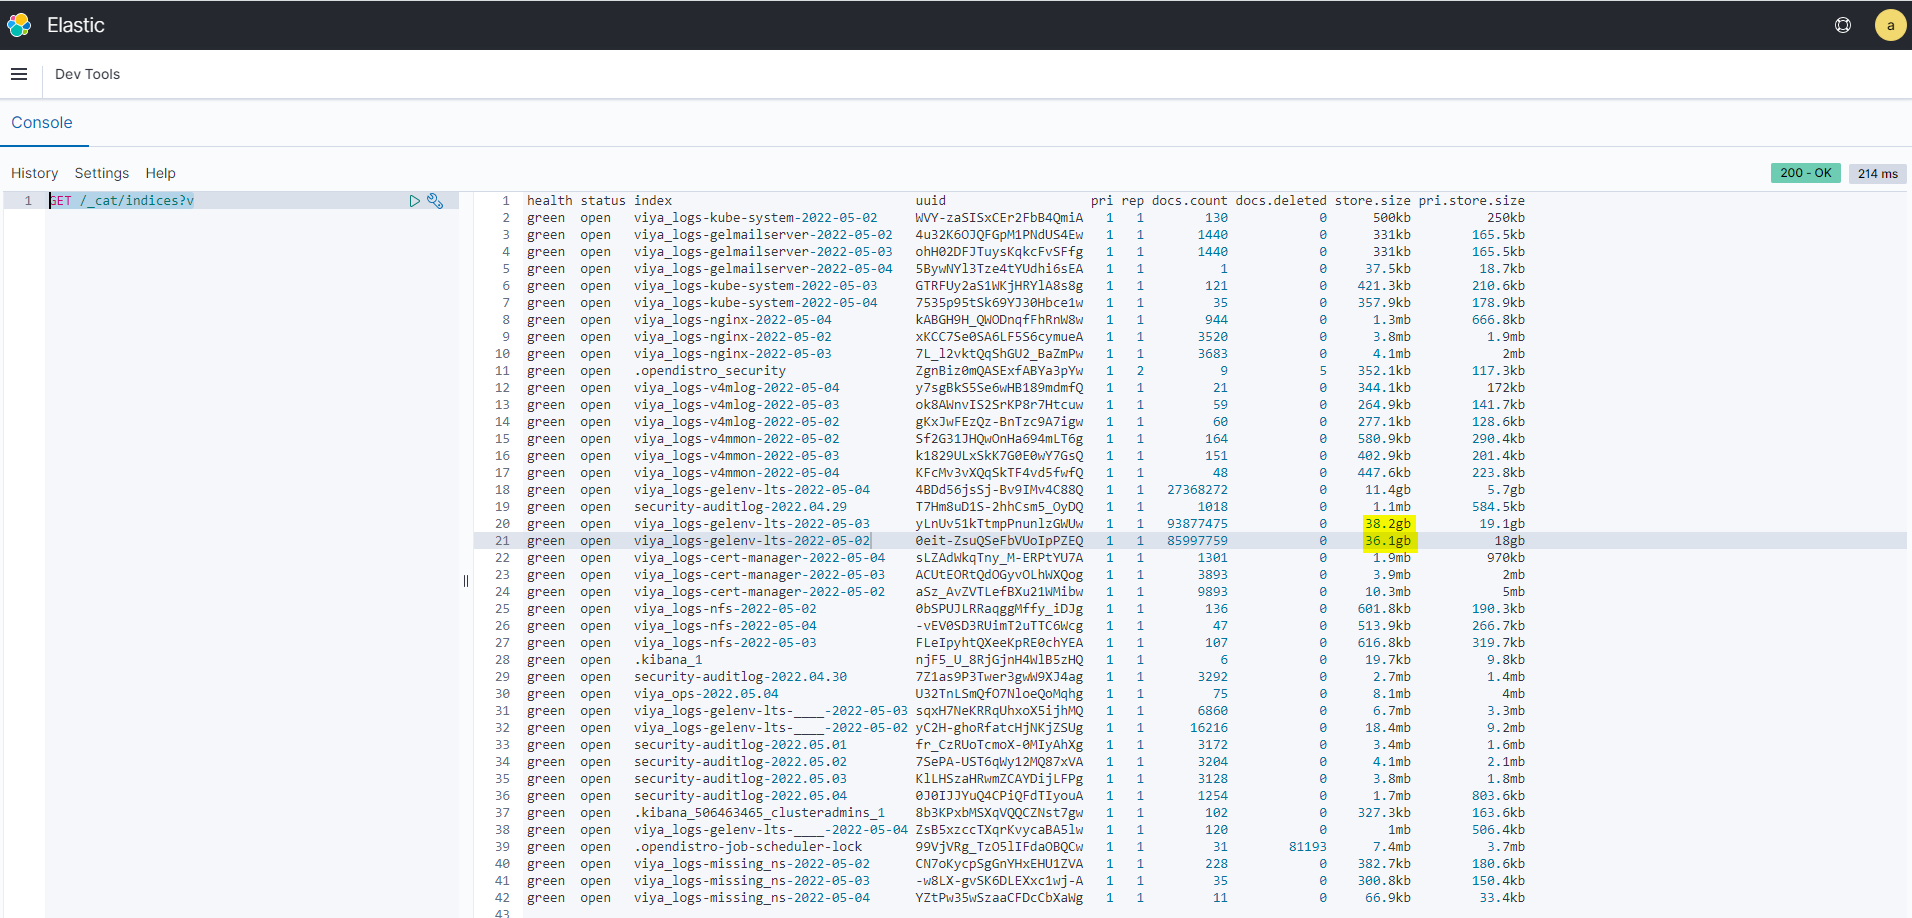 Elastic
a
Dev Tools
Console
History Settings Help
200 - OK 214 ms
1 GET /_cat/indices?v
1 health status index uuid pri rep docs.count docs.deleted store.size pri.store.size
2 green open viya_logs-kube-system-2022-05-02 WVY-zaSISxCEr2FbB4QmiA 1 1 130 0 500kb 250kb
3 green open viya_logs-gelmailserver-2022-05-02 4u32K6OJQFGpM1PNdUS4Ew 1 1 1440 0 331kb 165.5kb
4 green open viya_logs-gelmailserver-2022-05-03 ohH02DFJTuysKqkcFvSFfg 1 1 1440 0 331kb 165.5kb
5 green open viya_logs-gelmailserver-2022-05-04 5BywNYl3Tze4tYUdhi6sEA 1 1 1 0 37.5kb 18.7kb
6 green open viya_logs-kube-system-2022-05-03 GTRFUy2aS1WKjHRYlA8s8g 1 1 121 0 421.3kb 210.6kb
7 green open viya_logs-kube-system-2022-05-04 7535p95tSk69YJ30Hbce1w 1 1 35 0 357.9kb 178.9kb
8 green open viya_logs-nginx-2022-05-04 kABGH9H_QWODnqfFhRnW8w 1 1 944 0 1.3mb 666.8kb
9 green open viya_logs-nginx-2022-05-02 xKCC7Se0SA6LF5S6cymueA 1 1 3520 0 3.8mb 1.9mb
10 green open viya_logs-nginx-2022-05-03 7L_l2vktQqShGU2_BaZmPw 1 1 3683 0 4.1mb 2mb
11 green open .opendistro_security ZgnBiz0mQASExfABYa3pYw 1 2 9 5 352.1kb 117.3kb
12 green open viya_logs-v4mlog-2022-05-04 y7sgBkS5Se6wHB189mdmfQ 1 1 21 0 344.1kb 172kb
13 green open viya_logs-v4mlog-2022-05-03 ok8AWnvIS2SrKP8r7Htcuw 1 1 59 0 264.9kb 141.7kb
14 green open viya_logs-v4mlog-2022-05-02 gKxJwFEzQz-BnTzc9A7igw 1 1 60 0 277.1kb 128.6kb
15 green open viya_logs-v4mmon-2022-05-02 Sf2G31JHQwOnHa694mLT6g 1 1 164 0 580.9kb 290.4kb
16 green open viya_logs-v4mmon-2022-05-03 k1829ULxSkK7G0E0wY7GsQ 1 1 151 0 402.9kb 201.4kb
17 green open viya_logs-v4mmon-2022-05-04 KFcMv3vXQqSkTF4vd5fwfQ 1 1 48 0 447.6kb 223.8kb
18 green open viya_logs-gelenv-lts-2022-05-04 4BDd56jsSj-Bv9IMv4C88Q 1 1 27368272 0 11.4gb 5.7gb
19 green open security-auditlog-2022.04.29 T7Hm8uD1S-2hhCsm5_OyDQ 1 1 1018 0 1.1mb 584.5kb
20 green open viya_logs-gelenv-lts-2022-05-03 yLnUv51kTtmpPnunlzGWUw 1 1 93877475 0 38.2gb 19.1gb
21 green open viya_logs-gelenv-lts-2022-05-02 0eit-ZsuQSeFbVUoIpPZEQ 1 1 85997759 0 36.1gb 18gb
22 green open viya_logs-cert-manager-2022-05-04 sLZAdWkqTny_M-ERPtYU7A 1 1 1301 0 1.9mb 970kb
23 green open viya_logs-cert-manager-2022-05-03 ACUtEORtQdOGyvOLhWXQog 1 1 3893 0 3.9mb 2mb
24 green open viya_logs-cert-manager-2022-05-02 aSz_AvZVTLefBXu21WMibw 1 1 9893 0 10.3mb 5mb
25 green open viya_logs-nfs-2022-05-02 0bSPUJLRRaqggMffy_iDJg 1 1 136 0 601.8kb 190.3kb
26 green open viya_logs-nfs-2022-05-04 -vEV0SD3RUimT2uTTC6Wcg 1 1 47 0 513.9kb 266.7kb
27 green open viya_logs-nfs-2022-05-03 FLeIpyhtQXeeKpRE0chYEA 1 1 107 0 616.8kb 319.7kb
28 green open .kibana_1 njF5_U_8RjGjnH4WlB5zHQ 1 1 6 0 19.7kb 9.8kb
29 green open security-auditlog-2022.04.30 7Z1as9P3Twer3gwW9XJ4ag 1 1 3292 0 2.7mb 1.4mb
30 green open viya_ops-2022.05.04 U32TnLSmQfO7NloeQoMqhg 1 1 75 0 8.1mb 4mb
31 green open viya_logs-gelenv-lts-____-2022-05-03 sqxH7NeKRRqUhxoX5ijhMQ 1 1 6860 0 6.7mb 3.3mb
32 green open viya_logs-gelenv-lts-____-2022-05-02 yC2H-ghoRfatcHjNKjZSUg 1 1 16216 0 18.4mb 9.2mb
33 green open security-auditlog-2022.05.01 fr_CzRUoTcmoX-0MIyAhXg 1 1 3172 0 3.4mb 1.6mb
34 green open security-auditlog-2022.05.02 7SePA-UST6qWy12MQ87xVA 1 1 3204 0 4.1mb 2.1mb
35 green open security-auditlog-2022.05.03 KlLHSzaHRwmZCAYDijLFPg 1 1 3128 0 3.8mb 1.8mb
36 green open security-auditlog-2022.05.04 0J0IJJYuQ4CPiQFdTIyouA 1 1 1254 0 1.7mb 803.6kb
37 green open .kibana_506463465_clusteradmins_1 8b3KPxbMSXqVQQCZNst7gw 1 1 102 0 327.3kb 163.6kb
38 green open viya_logs-gelenv-lts-____-2022-05-04 ZsB5xzccTXqrKvycaBA5lw 1 1 120 0 1mb 506.4kb
39 green open .opendistro-job-scheduler-lock 99VjVRg_TzO5lIFdaOBQCw 1 1 31 81193 7.4mb 3.7mb
40 green open viya_logs-missing_ns-2022-05-02 CN7oKycpSgGnYHxEHU1ZVA 1 1 228 0 382.7kb 180.6kb
41 green open viya_logs-missing_ns-2022-05-03 -w8LX-gvSK6DLEXxc1wj-A 1 1 35 0 300.8kb 150.4kb
42 green open viya_logs-missing_ns-2022-05-04 YZtPw35wSzaaCFDcCbXaWg 1 1 11 0 66.9kb 33.4kb
43